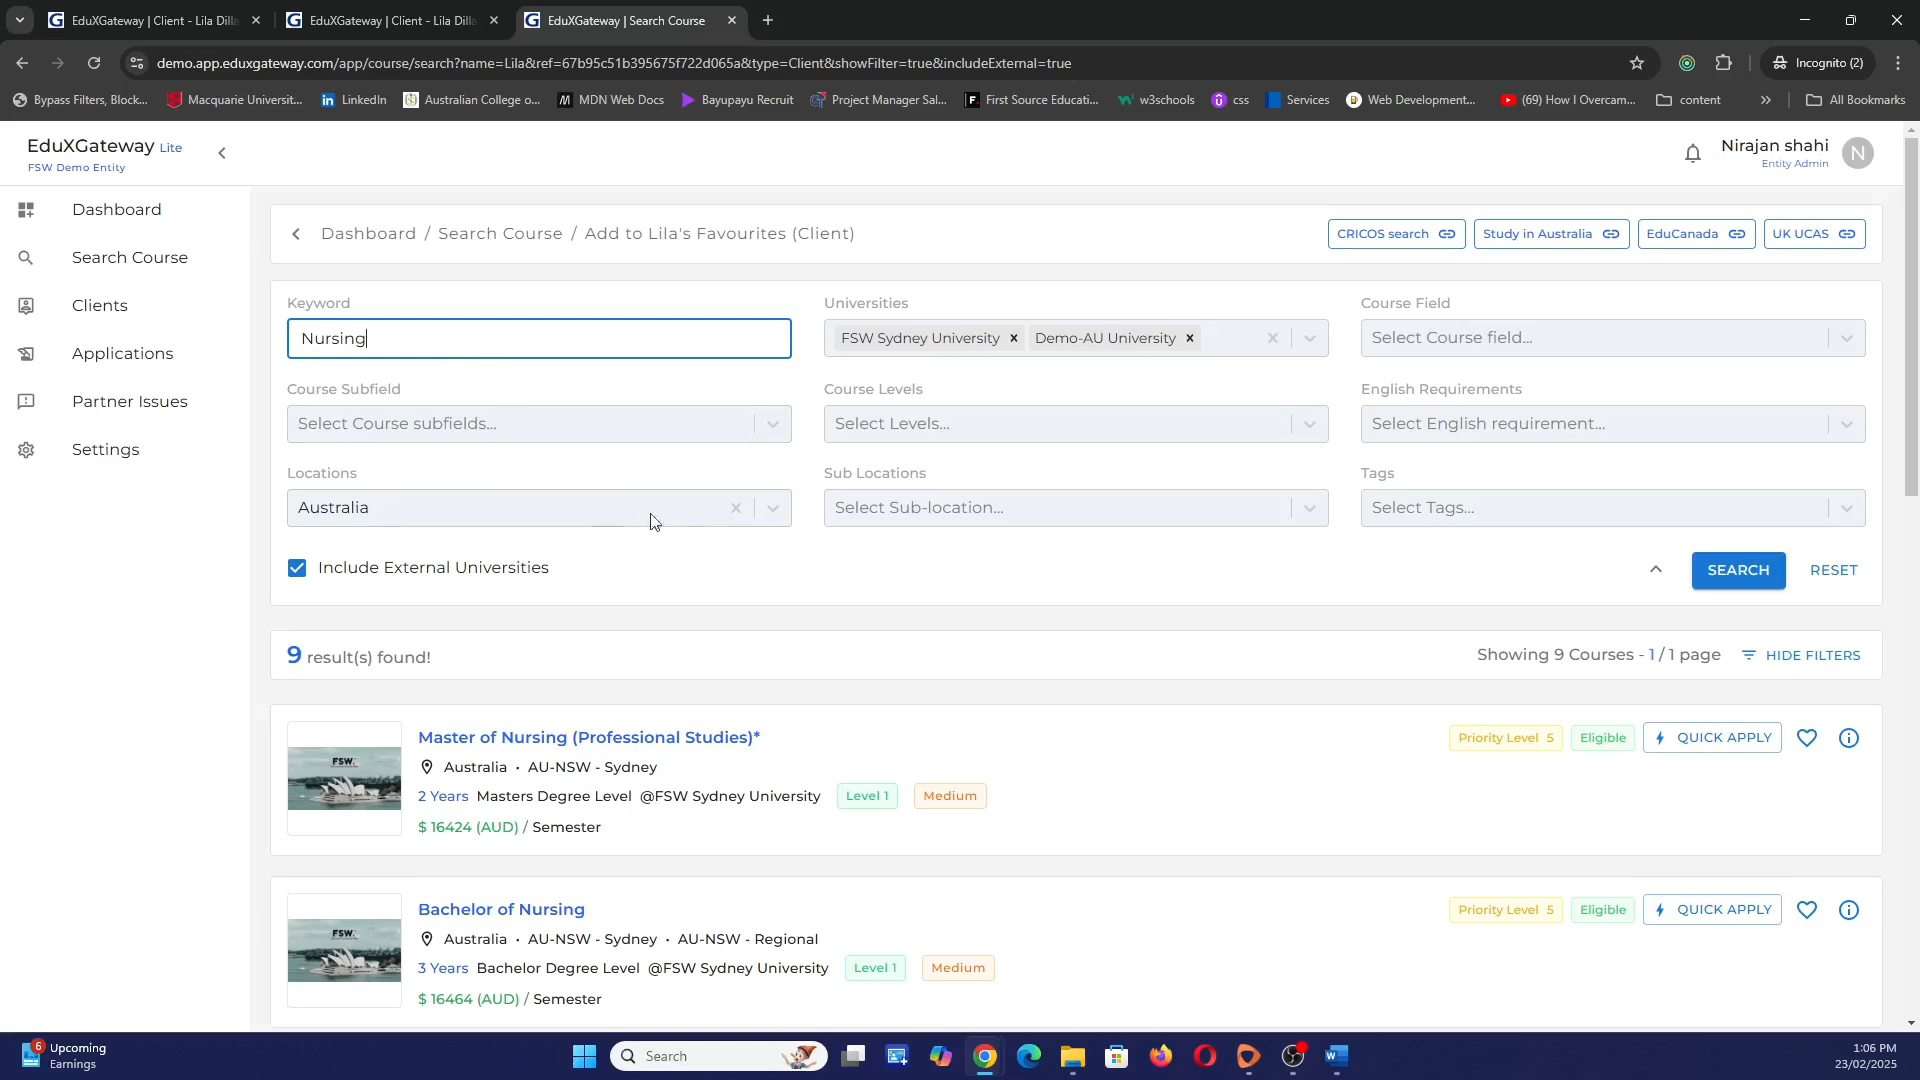 EduXGateway | Client - Lila Dilla
EduXGateway | Client - Lila Dilla
EduXGateway | Search Course
demo.app.eduxgateway.com/app/course/search?name=Lila&ref=67b95c51b395675f722d065a&type=Client&showFilter=true&includeExternal=true
Incognito (2)
Bypass Filters, Block...
Macquarie Universit...
LinkedIn
Australian College o...
MDN Web Docs
Bayupayu Recruit
Project Manager Sal...
First Source Educati...
w3schools
css
Services
Web Development...
(69) How I Overcam...
content
»
All Bookmarks
EduXGateway Lite
FSW Demo Entity
Nirajan shahi
Entity Admin
N
Dashboard
Search Course
Clients
Applications
Partner Issues
Settings
Dashboard / Search Course / Add to Lila's Favourites (Client)
CRICOS search
Study in Australia
EduCanada
UK UCAS
Keyword
Nursing
Universities
FSW Sydney University
Demo-AU University
Course Field
Select Course field...
Course Subfield
Select Course subfields...
Course Levels
Select Levels...
English Requirements
Select English requirement...
Locations
Australia
Sub Locations
Select Sub-location...
Tags
Select Tags...
Include External Universities
SEARCH
RESET
9 result(s) found!
Showing 9 Courses - 1 / 1 page
HIDE FILTERS
FSW.
Master of Nursing (Professional Studies)*
Australia • AU-NSW - Sydney
2 Years Masters Degree Level @FSW Sydney University Level 1 Medium
$ 16424 (AUD) / Semester
Priority Level 5
Eligible
QUICK APPLY
FSW.
Bachelor of Nursing
Australia • AU-NSW - Sydney • AU-NSW - Regional
3 Years Bachelor Degree Level @FSW Sydney University Level 1 Medium
$ 16464 (AUD) / Semester
Priority Level 5
Eligible
QUICK APPLY
6
Upcoming
Earnings
Search
1:06 PM
23/02/2025